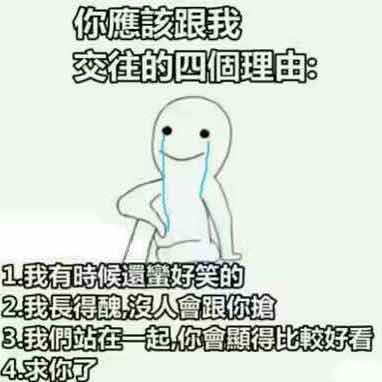 你應該跟我
交往的四個理由:
1.我有時候還蠻好笑的
2.我長得醜,沒人會跟你搶
3.我們站在一起,你會顯得比較好看
4.求你了